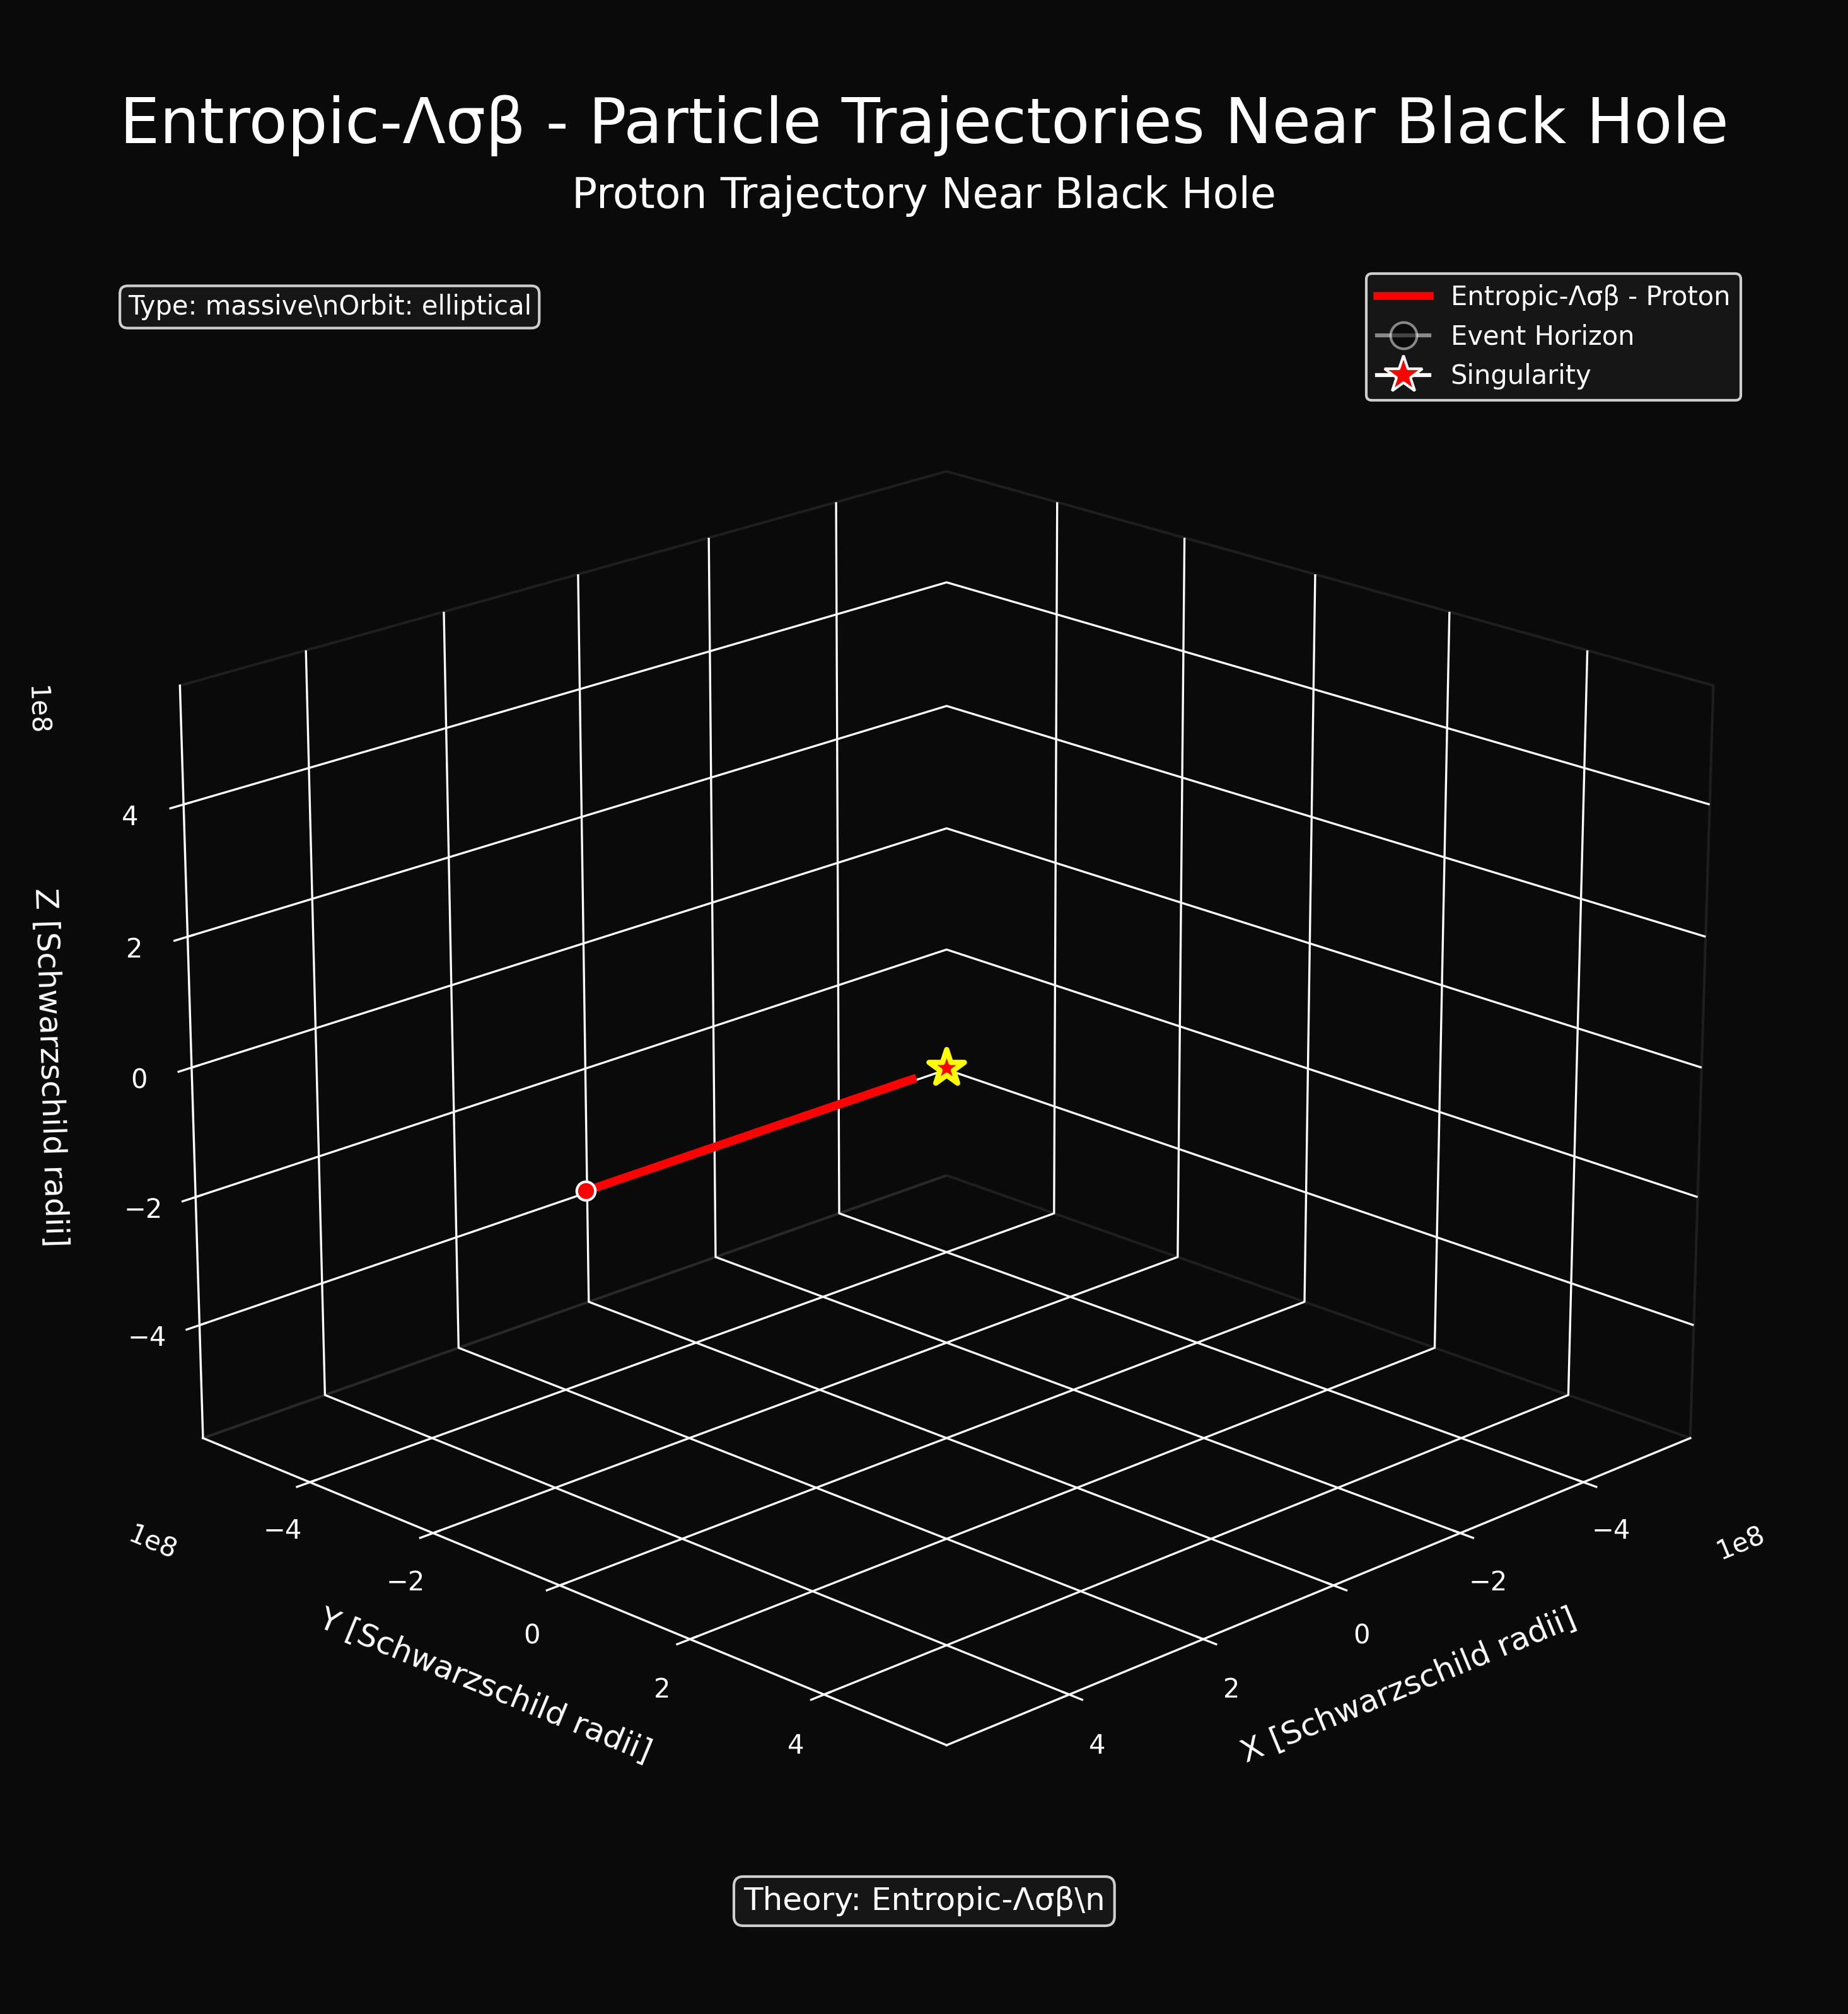 Entropic-Λσβ - Particle Trajectories Near Black Hole
Proton Trajectory Near Black Hole
Type: massive\nOrbit: elliptical
Entropic-Λσβ - Proton
Event Horizon
Singularity
1e8
4
2
0
−2
−4
Z [Schwarzschild radii]
1e8
−4
−2
0
2
4
Y [Schwarzschild radii]
1e8
−4
−2
0
2
4
X [Schwarzschild radii]
Theory: Entropic-Λσβ\n